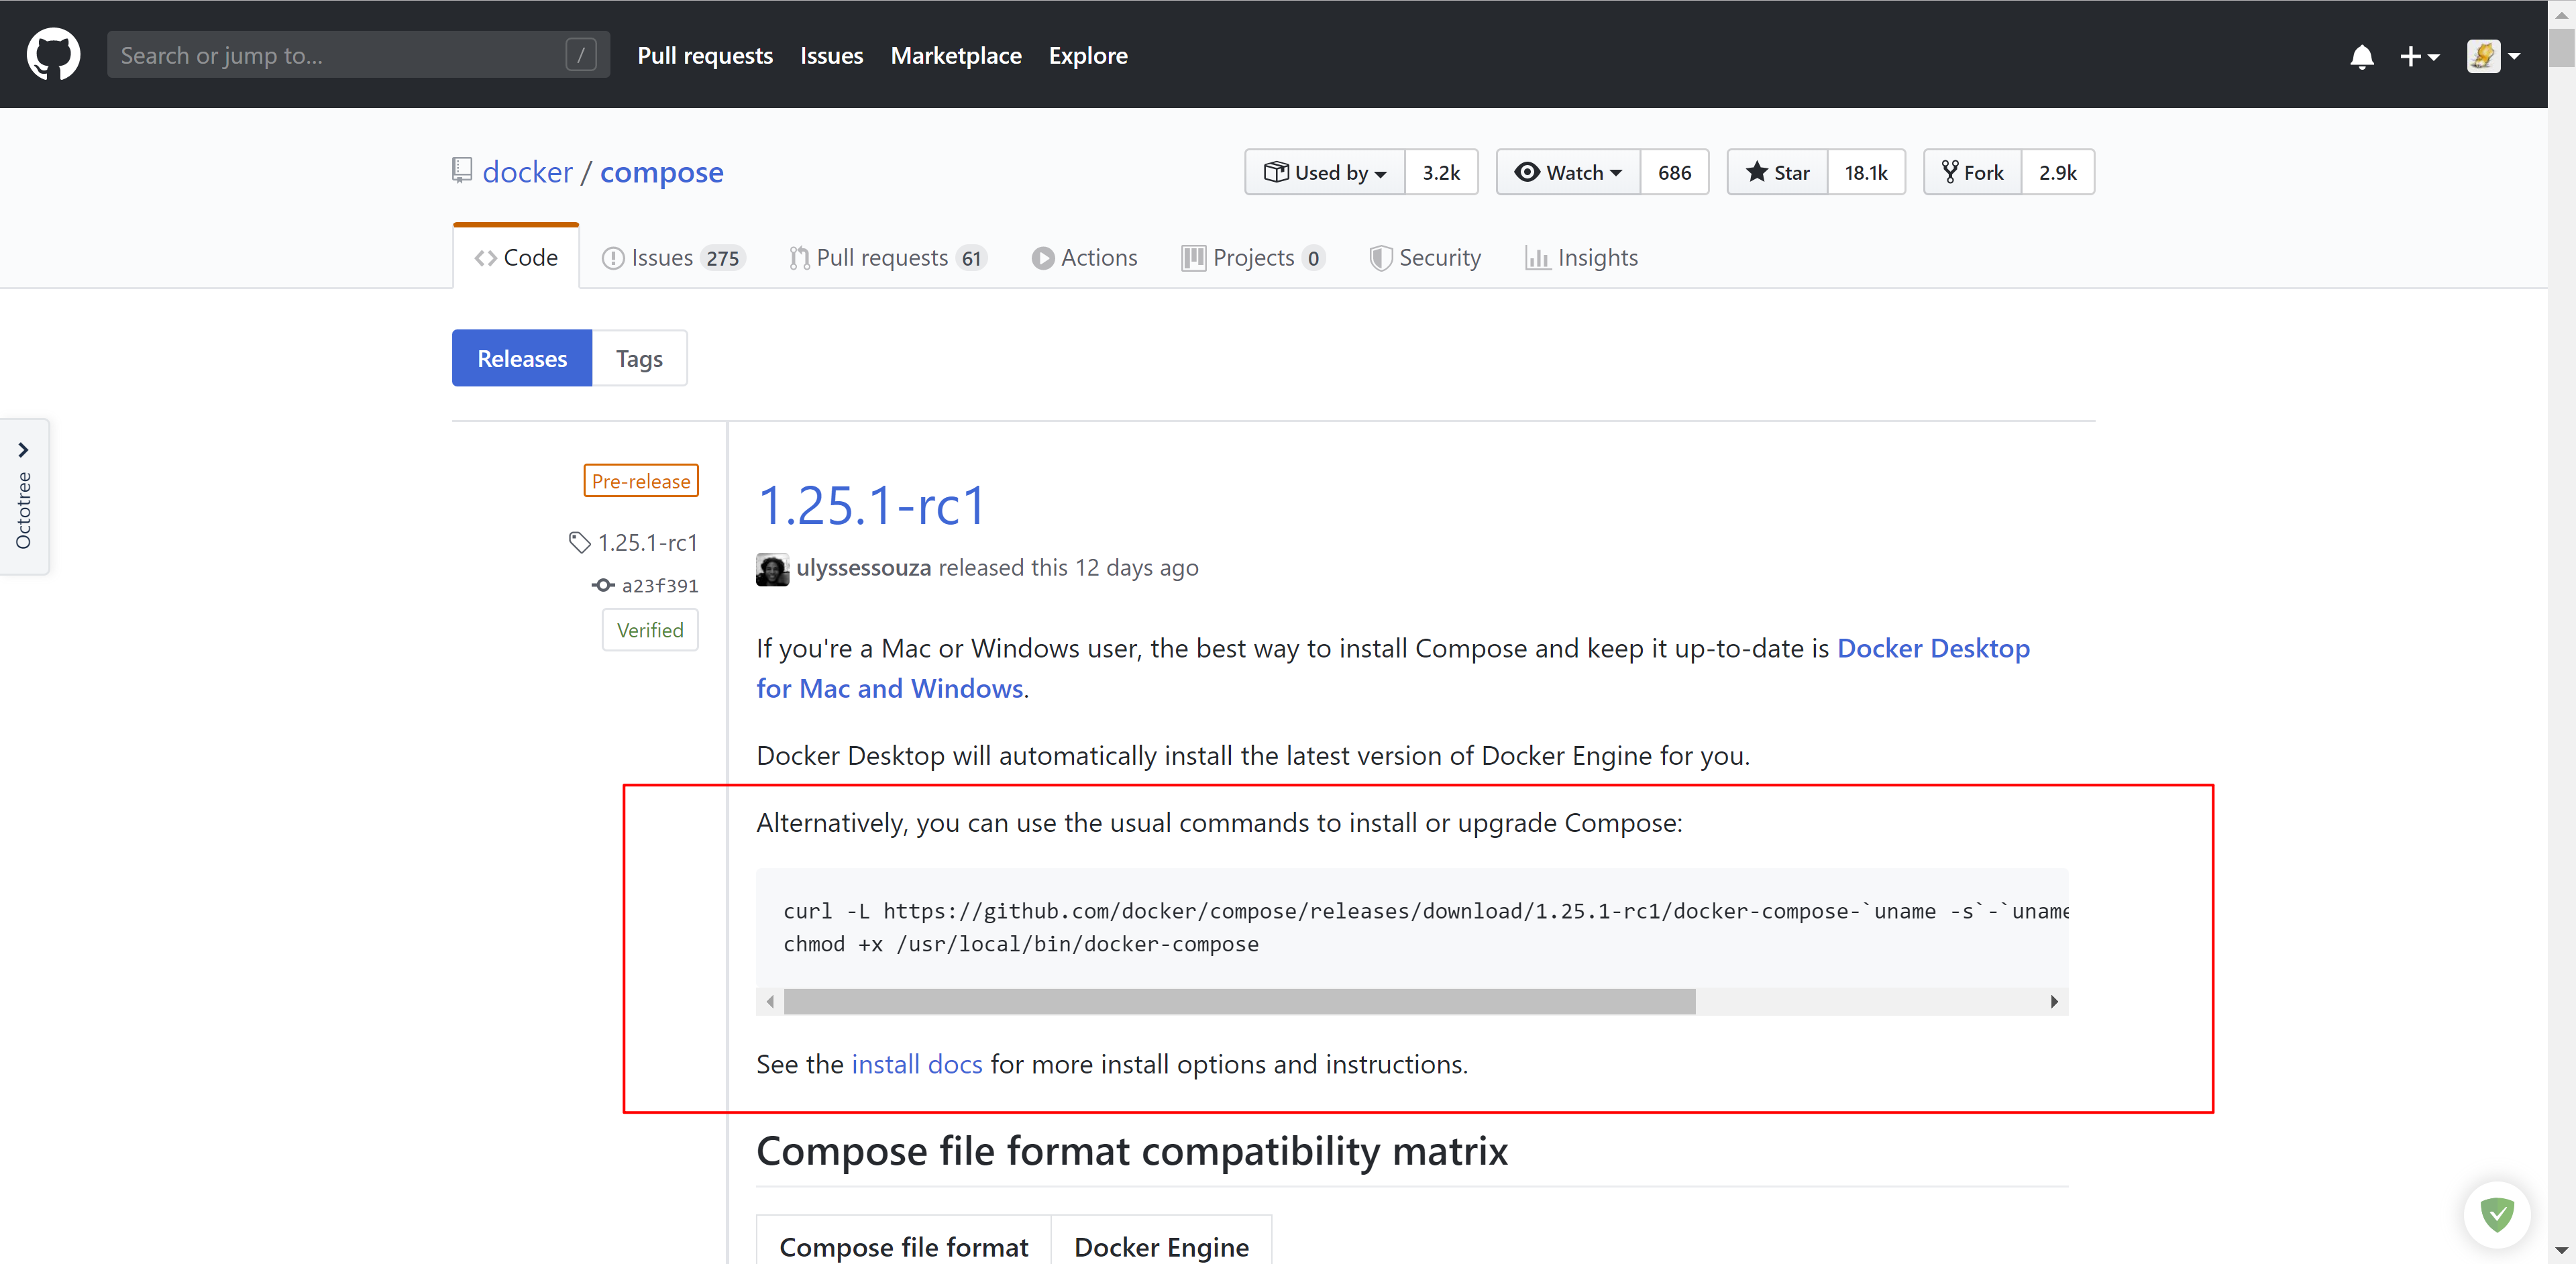 Search or jump to... /
Pull requests Issues Marketplace Explore
docker / compose
Used by 3.2k Watch 686 Star 18.1k Fork 2.9k
Code Issues 275 Pull requests 61 Actions Projects 0 Security Insights
Releases Tags
Octotree
Pre-release
1.25.1-rc1
a23f391
Verified
1.25.1-rc1
ulyssessouza released this 12 days ago
If you're a Mac or Windows user, the best way to install Compose and keep it up-to-date is Docker Desktop
for Mac and Windows.
Docker Desktop will automatically install the latest version of Docker Engine for you.
Alternatively, you can use the usual commands to install or upgrade Compose:
curl -L https://github.com/docker/compose/releases/download/1.25.1-rc1/docker-compose-`uname -s`-`uname
chmod +x /usr/local/bin/docker-compose
See the install docs for more install options and instructions.
Compose file format compatibility matrix
Compose file format Docker Engine